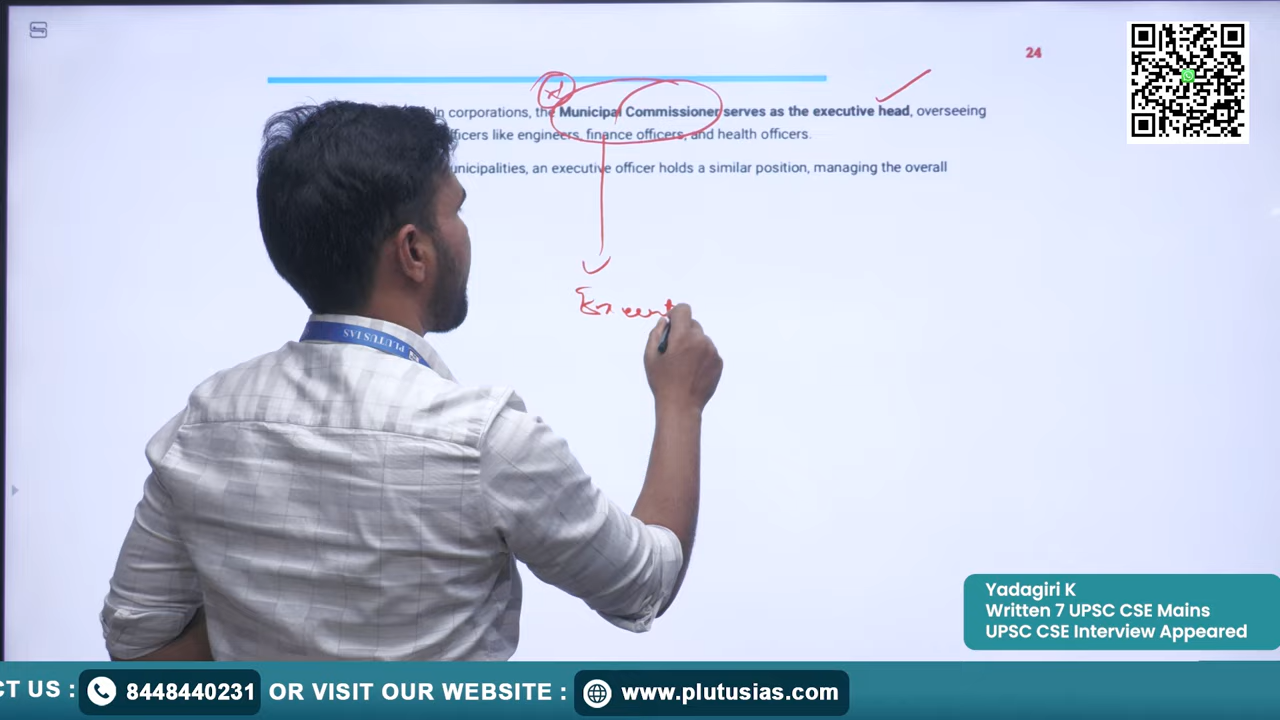 24
In corporations, the Municipal Commissioner serves as the executive head, overseeing
officers like engineers, finance officers, and health officers.
municipalities, an executive officer holds a similar position, managing the overall
Execut
PLUTUS IAS
Yadagiri K
Written 7 UPSC CSE Mains
UPSC CSE Interview Appeared
CT US : 8448440231 OR VISIT OUR WEBSITE : www.plutusias.com